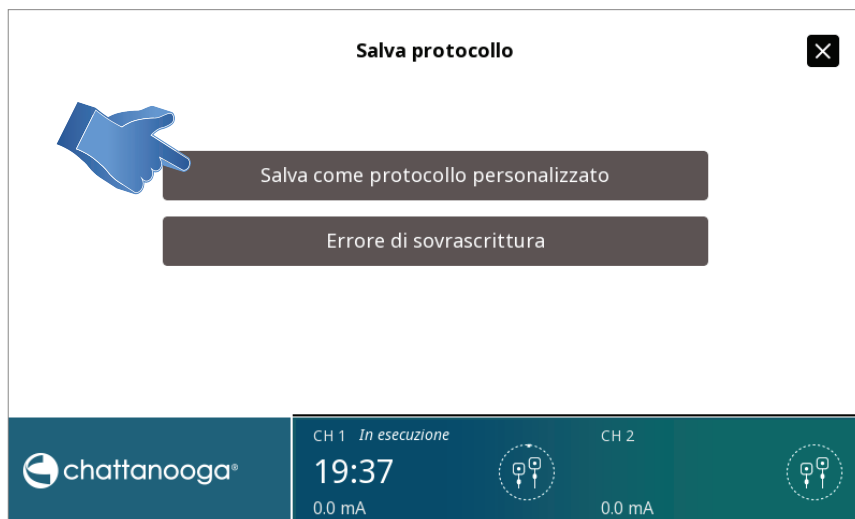 Salva protocollo
Salva come protocollo personalizzato
Errore di sovrascrittura
chattanooga®
CH 1 In esecuzione
19:37
0.0 mA
CH 2
0.0 mA